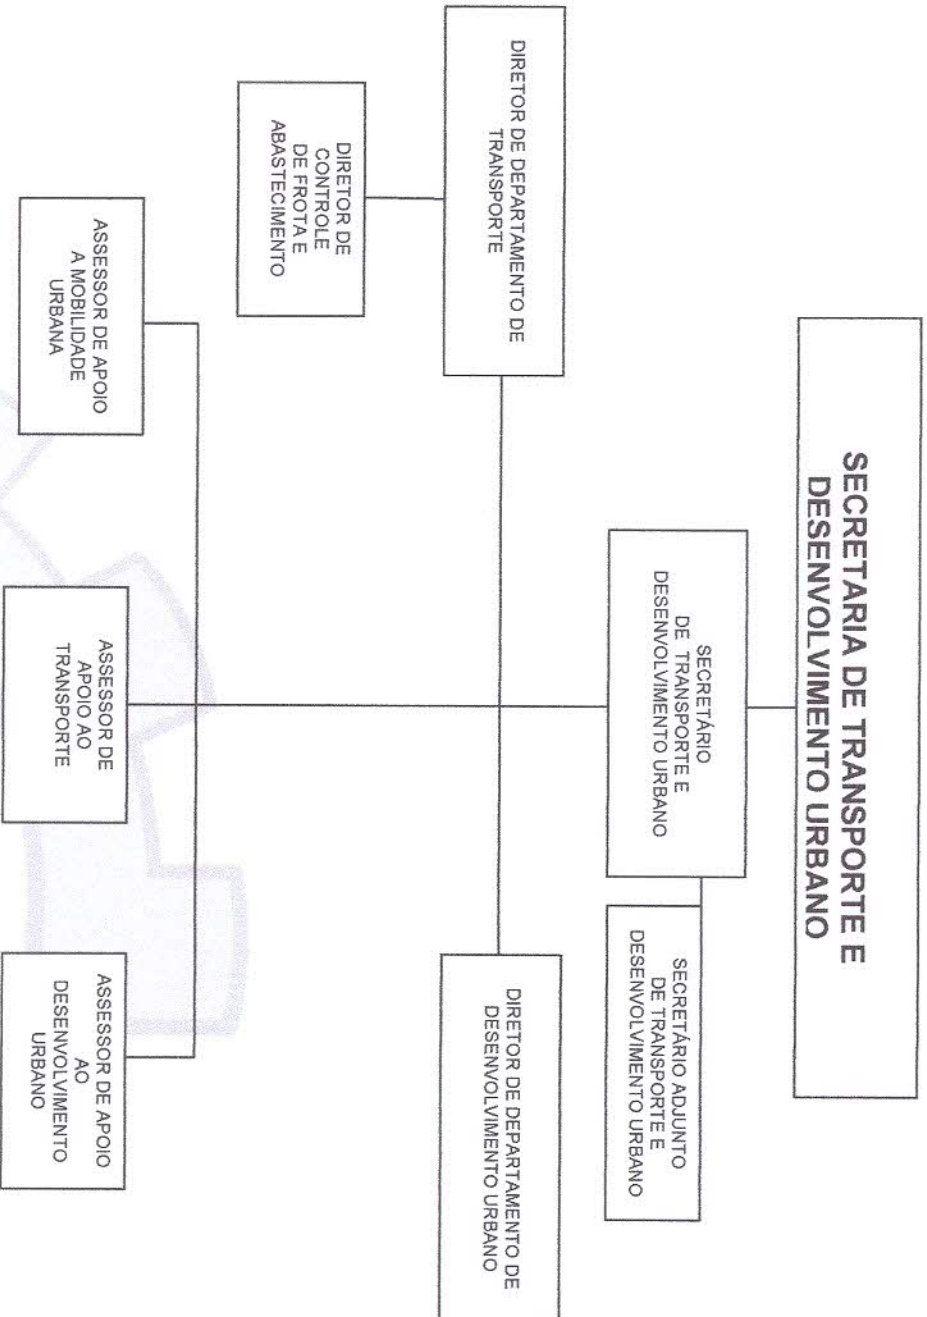 SECRETARIA DE TRANSPORTE E
DESENVOLVIMENTO URBANO
SECRETÁRIO
DE TRANSPORTE E
DESENVOLVIMENTO URBANO
SECRETÁRIO ADJUNTO
DE TRANSPORTE E
DESENVOLVIMENTO URBANO
DIRETOR DE DEPARTAMENTO DE
TRANSPORTE
DIRETOR DE DEPARTAMENTO DE
DESENVOLVIMENTO URBANO
DIRETOR DE
CONTROLE
DE FROTA E
ABASTECIMENTO
ASSESSOR DE APOIO
A MOBILIDADE
URBANA
ASSESSOR DE
APOIO AO
TRANSPORTE
ASSESSOR DE APOIO
AO
DESENVOLVIMENTO
URBANO